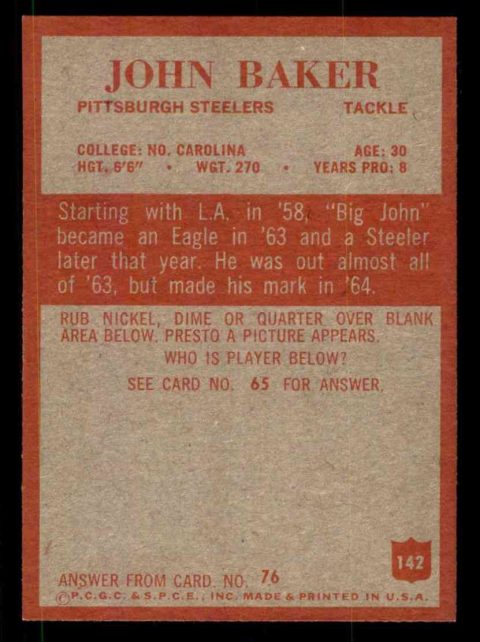 JOHN BAKER
PITTSBURGH STEELERS TACKLE
COLLEGE: NO. CAROLINA AGE: 30
HGT. 6'6" • WGT. 270 • YEARS PRO: 8
Starting with L.A. in '58, "Big John"
became an Eagle in '63 and a Steeler
later that year. He was out almost all
of '63, but made his mark in '64.
RUB NICKEL, DIME OR QUARTER OVER BLANK
AREA BELOW. PRESTO A PICTURE APPEARS.
WHO IS PLAYER BELOW?
SEE CARD NO. 65 FOR ANSWER.
142
ANSWER FROM CARD. NO. 76
©P.C.G.C. & S.P.C.E., INC. MADE & PRINTED IN U.S.A.